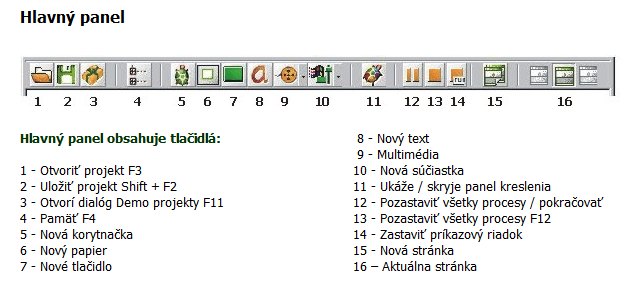 Hlavný panel
1 2 3 4 5 6 7 8 9 10 11 12 13 14 15 16
Hlavný panel obsahuje tlačidlá:
1 - Otvoriť projekt F3
2 - Uložiť projekt Shift + F2
3 - Otvorí dialóg Demo projekty F11
4 - Pamäť F4
5 - Nová korytnačka
6 - Nový papier
7 - Nové tlačidlo
8 - Nový text
9 - Multimédia
10 - Nová súčiastka
11 - Ukáže / skryje panel kreslenia
12 - Pozastaviť všetky procesy / pokračovať
13 - Pozastaviť všetky procesy F12
14 - Zastaviť príkazový riadok
15 - Nová stránka
16 – Aktuálna stránka